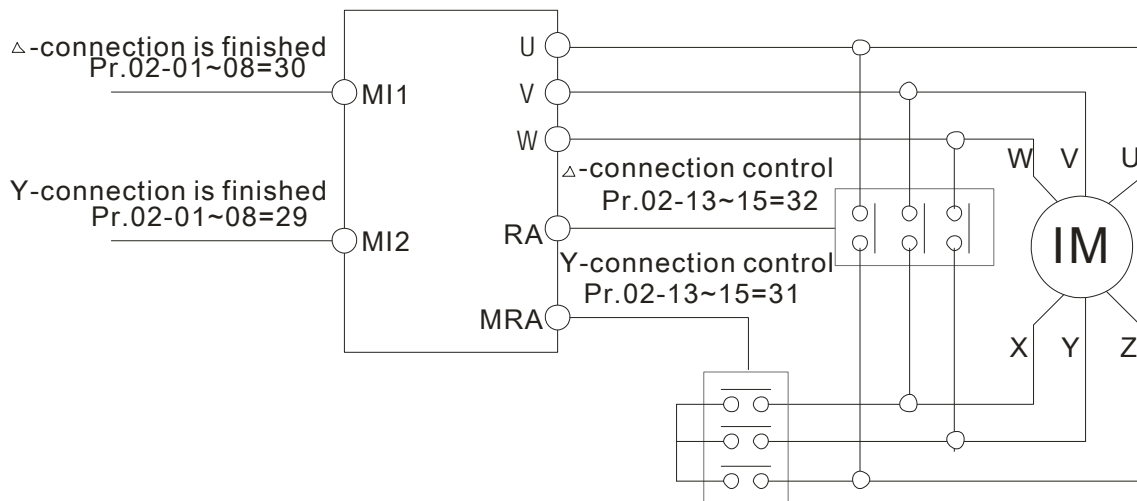 △-connection is finished
Pr.02-01~08=30
MI1
Y-connection is finished
Pr.02-01~08=29
MI2
U
V
W
△-connection control
Pr.02-13~15=32
RA
Y-connection control
Pr.02-13~15=31
MRA
W V U
IM
X Y Z